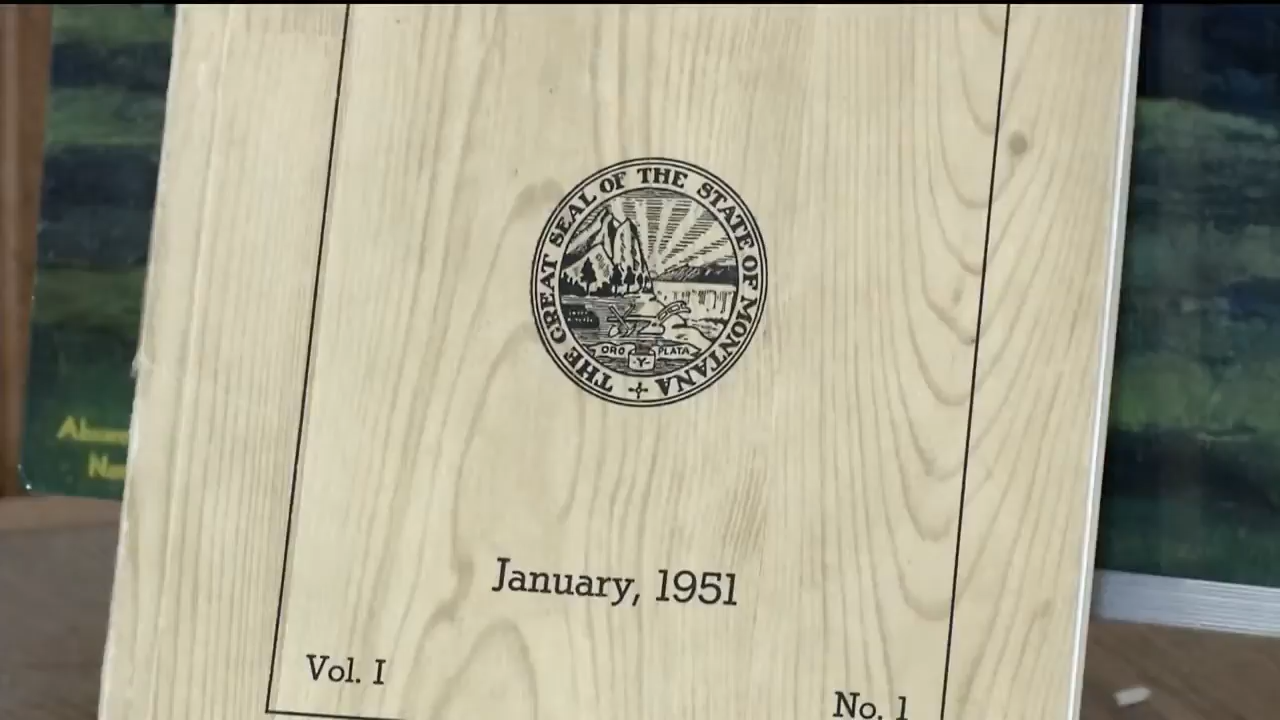 THE GREAT SEAL OF THE STATE OF MONTANA
ORO Y PLATA
January, 1951
Vol. I
No. 1